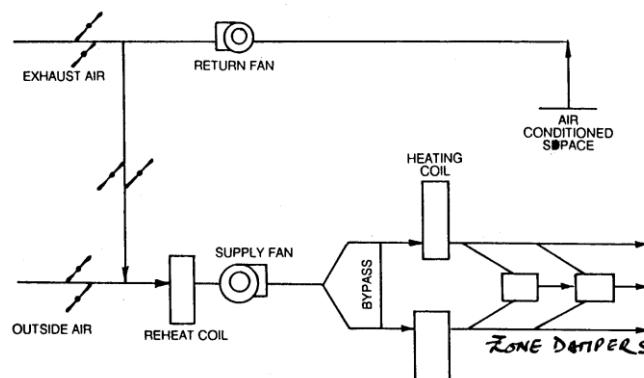 RETURN FAN
EXHAUST AIR
AIR
CONDITIONED
SPACE
HEATING
COIL
SUPPLY FAN
BYPASS
OUTSIDE AIR
REHEAT COIL
ZONE DAMPERS